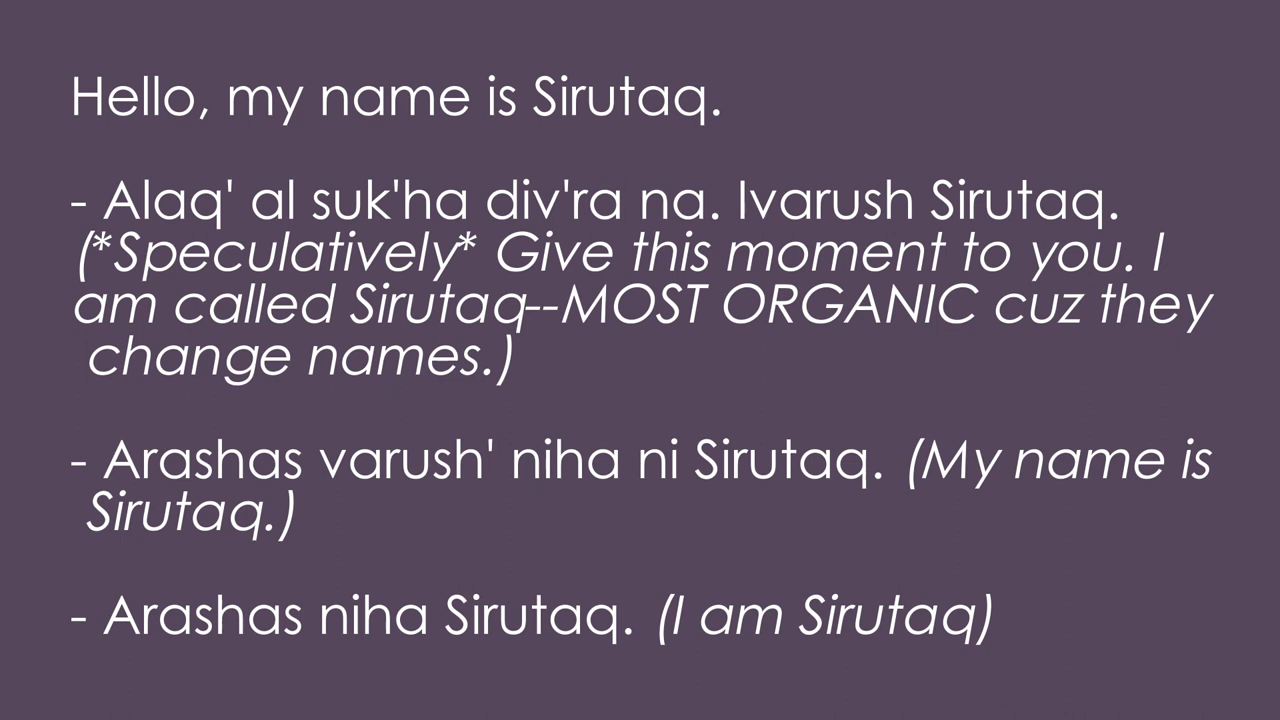 Hello, my name is Sirutaq.
- Alaq' al suk'ha div'ra na. Ivarush Sirutaq.
(*Speculatively* Give this moment to you. I
am called Sirutaq--MOST ORGANIC cuz they
change names.)
- Arashas varush' niha ni Sirutaq. (My name is
Sirutaq.)
- Arashas niha Sirutaq. (I am Sirutaq)